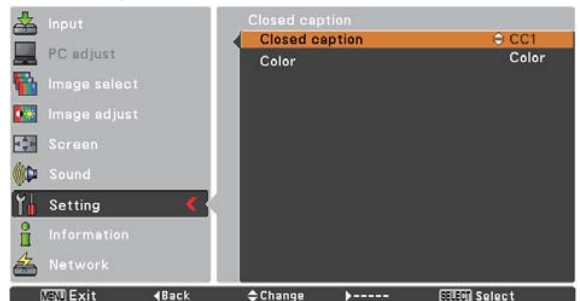 Input
PC adjust
Image select
Image adjust
Screen
Sound
Setting
Information
Network
Closed caption
Closed caption CC1
Color Color
MENU Exit ◀Back Change ▶----- SELECT Select